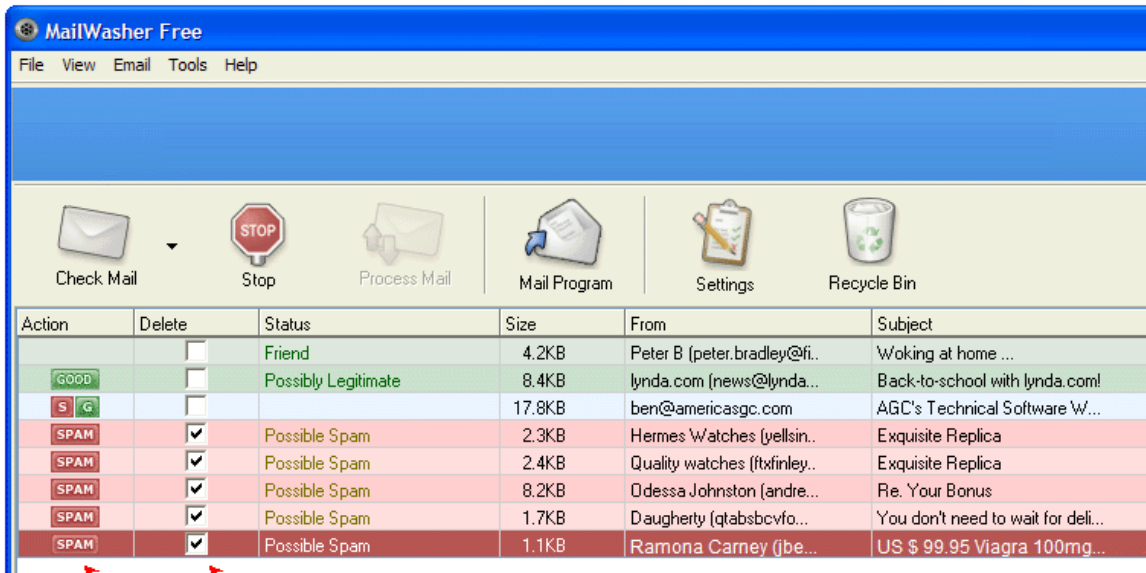 MailWasher Free
File View Email Tools Help
STOP
Check Mail Stop Process Mail Mail Program Settings Recycle Bin
Action Delete Status Size From Subject
Friend 4.2KB Peter B (peter.bradley@fi.. Woking at home ...
GOOD Possibly Legitimate 8.4KB lynda.com (news@lynda... Back-to-school with lynda.com!
S G 17.8KB ben@americasgc.com AGC's Technical Software W...
SPAM Possible Spam 2.3KB Hermes Watches (yellsin.. Exquisite Replica
SPAM Possible Spam 2.4KB Quality watches (ftxfinley.. Exquisite Replica
SPAM Possible Spam 8.2KB Odessa Johnston (andre... Re. Your Bonus
SPAM Possible Spam 1.7KB Daugherty (qtabsbcvfo... You don't need to wait for deli...
SPAM Possible Spam 1.1KB Ramona Carney (jbe... US $ 99.95 Viagra 100mg...